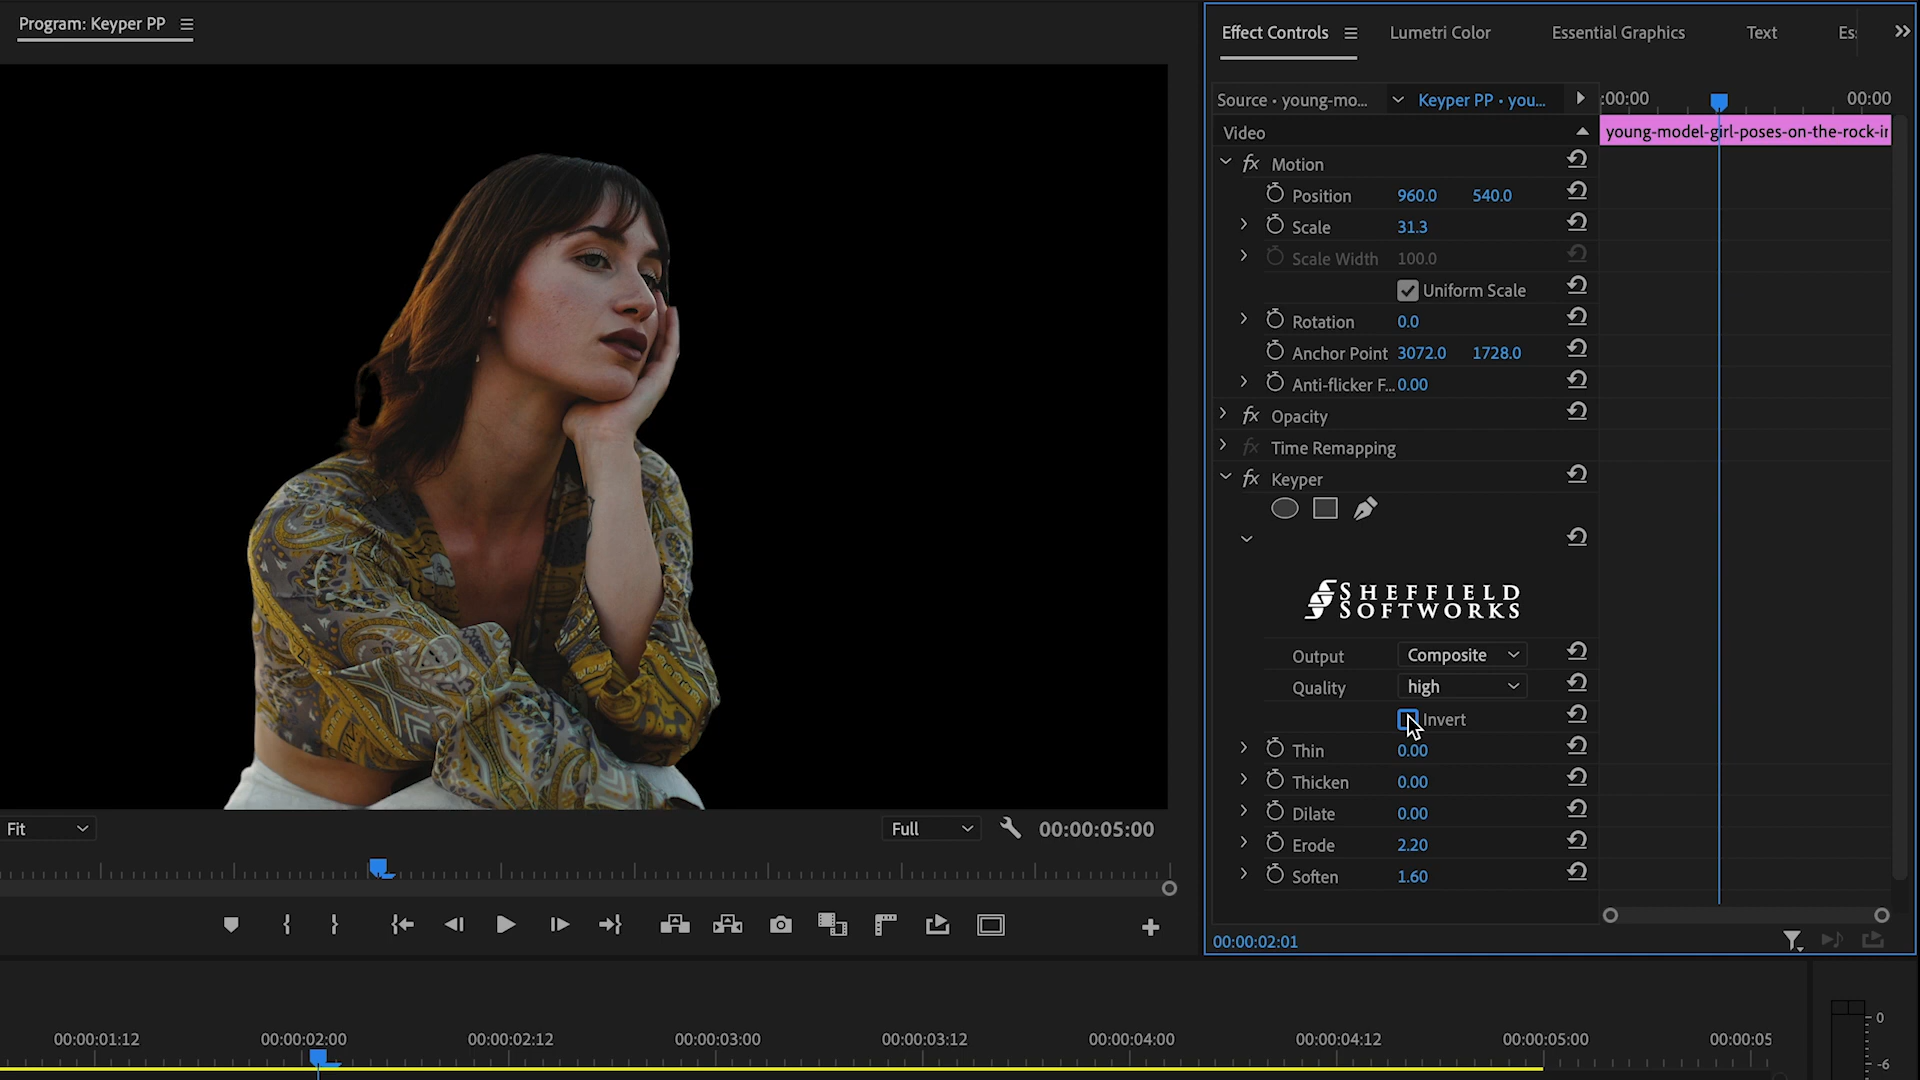 Program: Keyper PP
Effect Controls
Lumetri Color
Essential Graphics
Text
Es
Source • young-mo...
Keyper PP • you...
:00:00
00:00
Video
young-model-girl-poses-on-the-rock-ir
fx Motion
Position 960.0 540.0
Scale 31.3
Scale Width 100.0
Uniform Scale
Rotation 0.0
Anchor Point 3072.0 1728.0
Anti-flicker F... 0.00
fx Opacity
fx Time Remapping
fx Keyper
SHEFFIELD
SOFTWORKS
Output Composite
Quality high
Invert
Thin 0.00
Thicken 0.00
Dilate 0.00
Erode 2.20
Soften 1.60
00:00:02:01
Fit
Full
00:00:05:00
00:00:01:12
00:00:02:00
00:00:02:12
00:00:03:00
00:00:03:12
00:00:04:00
00:00:04:12
00:00:05:00
00:00:05
0
-6